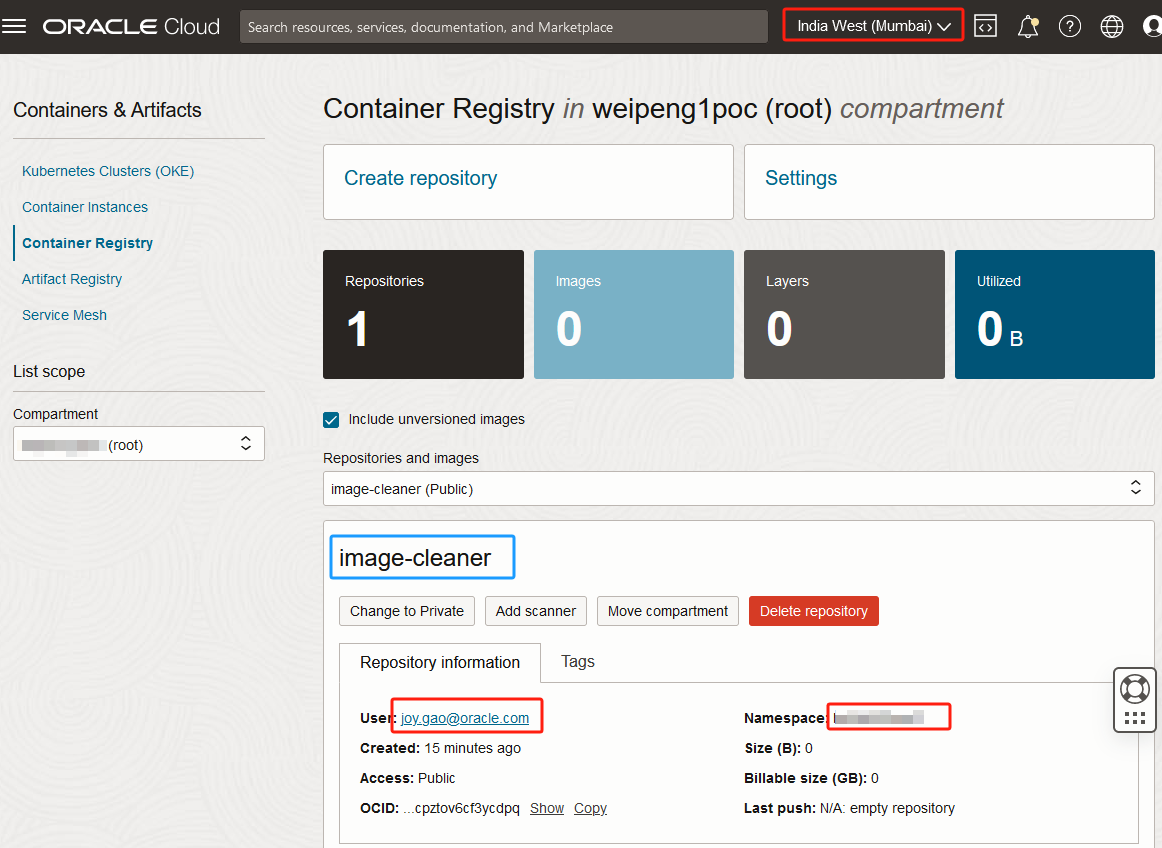 ORACLE Cloud
Search resources, services, documentation, and Marketplace
India West (Mumbai)
Containers & Artifacts
Kubernetes Clusters (OKE)
Container Instances
Container Registry
Artifact Registry
Service Mesh
List scope
Compartment
(root)
Container Registry in weipeng1poc (root) compartment
Create repository
Settings
Repositories
1
Images
0
Layers
0
Utilized
0 B
Include unversioned images
Repositories and images
image-cleaner (Public)
image-cleaner
Change to Private
Add scanner
Move compartment
Delete repository
Repository information
Tags
User: joy.gao@oracle.com
Namespace:
Created: 15 minutes ago
Size (B): 0
Access: Public
Billable size (GB): 0
OCID: ...cpztov6cf3ycdpq Show Copy
Last push: N/A: empty repository